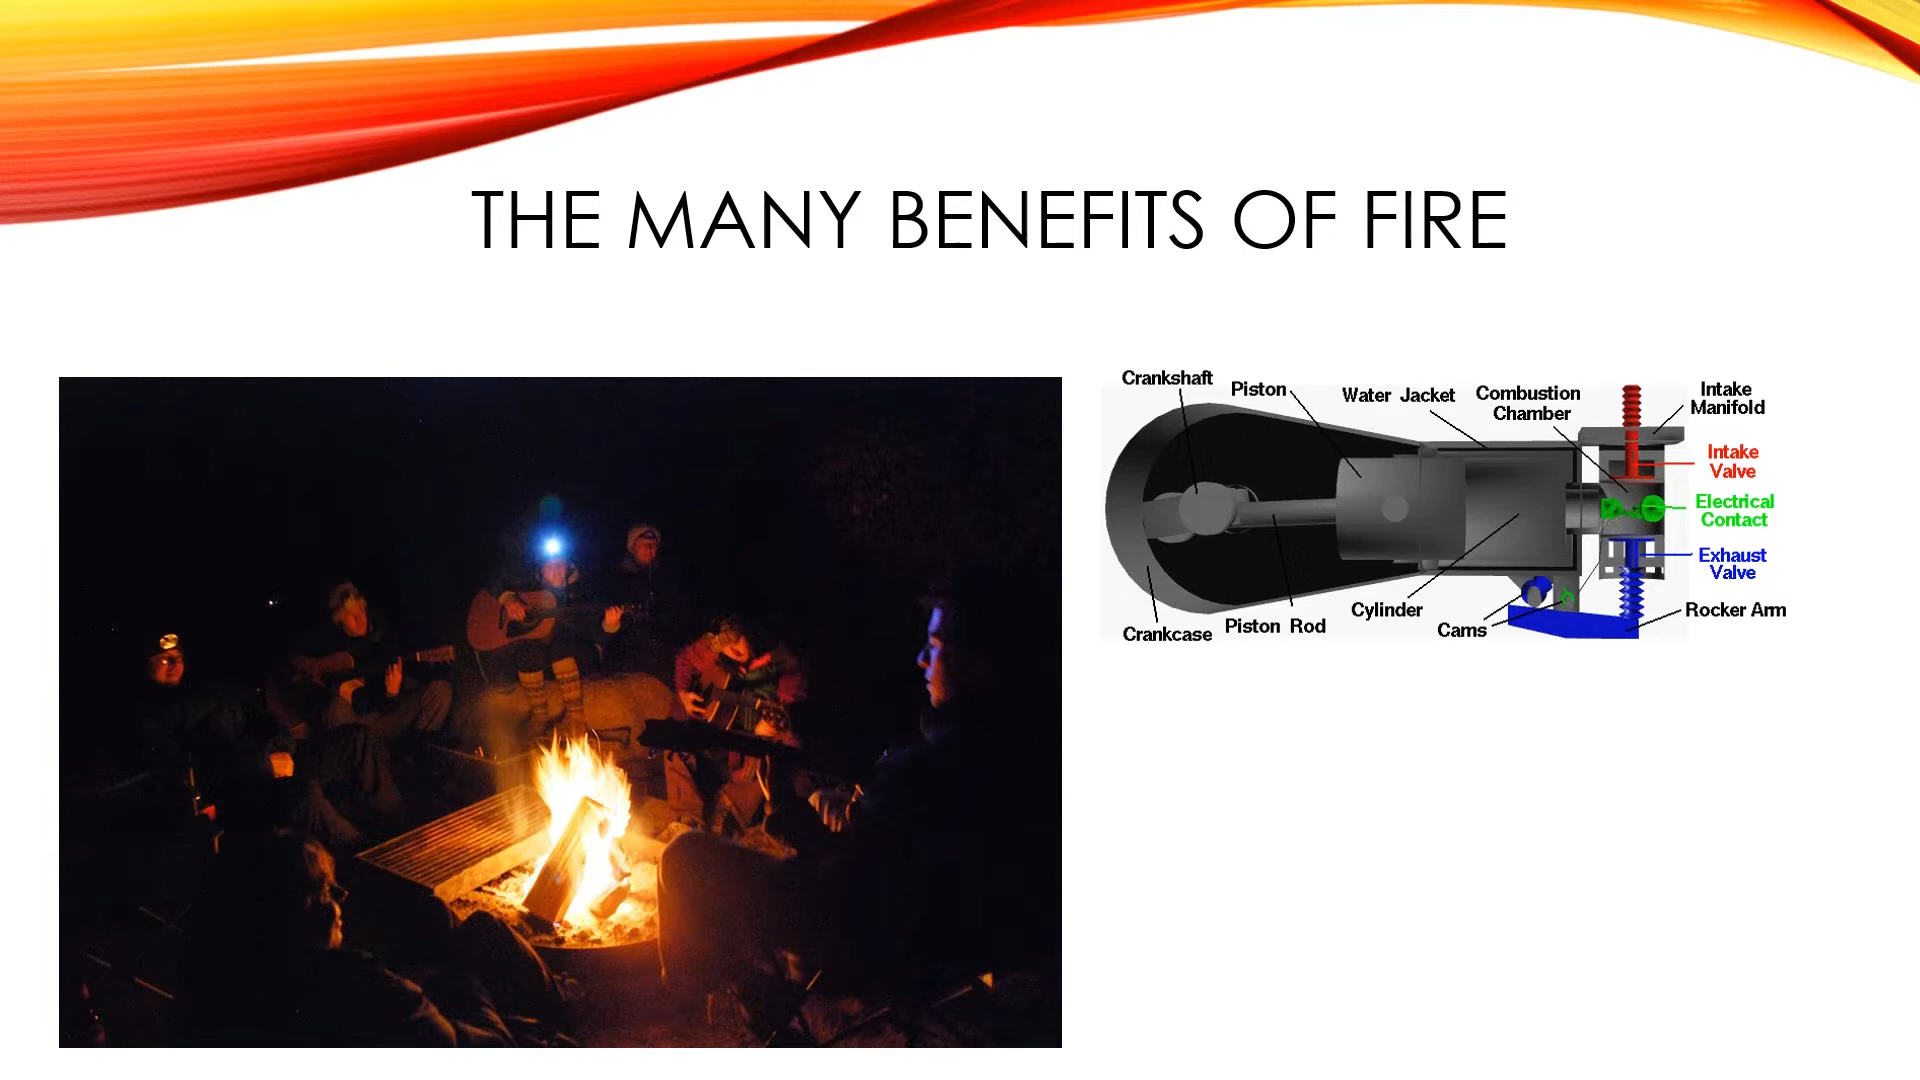 THE MANY BENEFITS OF FIRE
Crankshaft
Piston
Water Jacket
Combustion
Chamber
Intake
Manifold
Intake
Valve
Electrical
Contact
Exhaust
Valve
Rocker Arm
Cams
Cylinder
Piston Rod
Crankcase